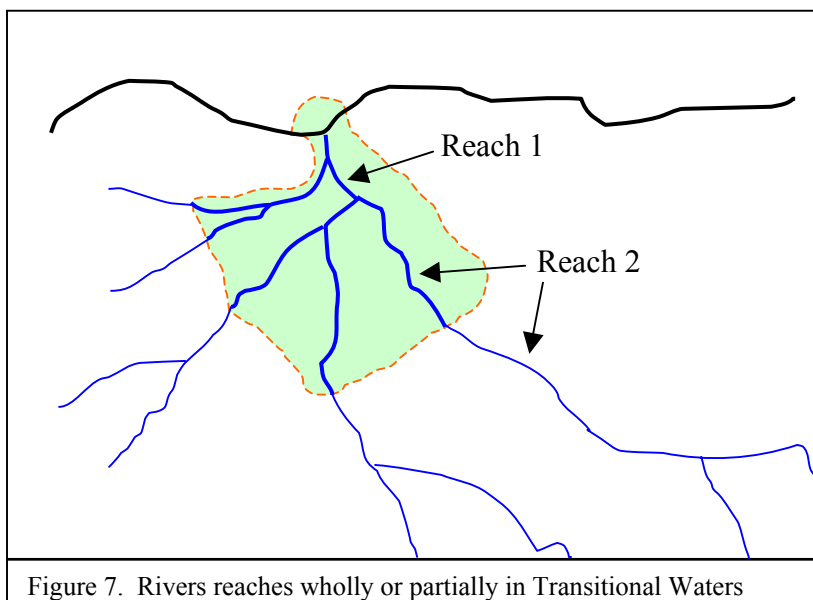 Reach 1
Reach 2
Figure 7.  Rivers reaches wholly or partially in Transitional Waters